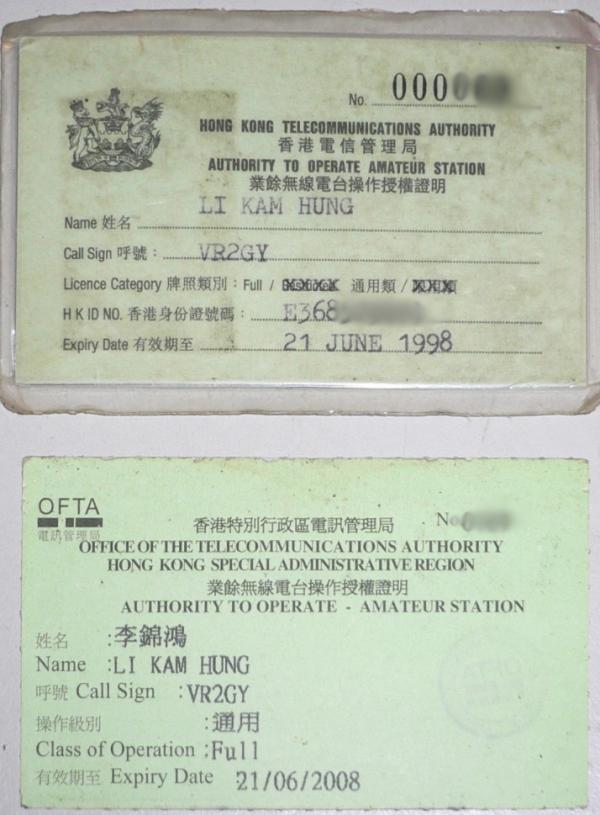 No. 000
HONG KONG TELECOMMUNICATIONS AUTHORITY
香港電信管理局
AUTHORITY TO OPERATE AMATEUR STATION
業餘無線電台操作授權證明
Name 姓名 LI KAM HUNG
Call Sign 呼號： VR2GY
Licence Category 牌照類別：Full / 通用類 /
H K ID NO. 香港身份證號碼： E368
Expiry Date 有效期至 21 JUNE 1998
OFTA
電訊管理局
香港特別行政區電訊管理局 No
OFFICE OF THE TELECOMMUNICATIONS AUTHORITY
HONG KONG SPECIAL ADMINISTRATIVE REGION
業餘無線電台操作授權證明
AUTHORITY TO OPERATE - AMATEUR STATION
姓名 :李錦鴻
Name :LI KAM HUNG
呼號 Call Sign :VR2GY
操作級別 :通用
Class of Operation :Full
有效期至 Expiry Date 21/06/2008